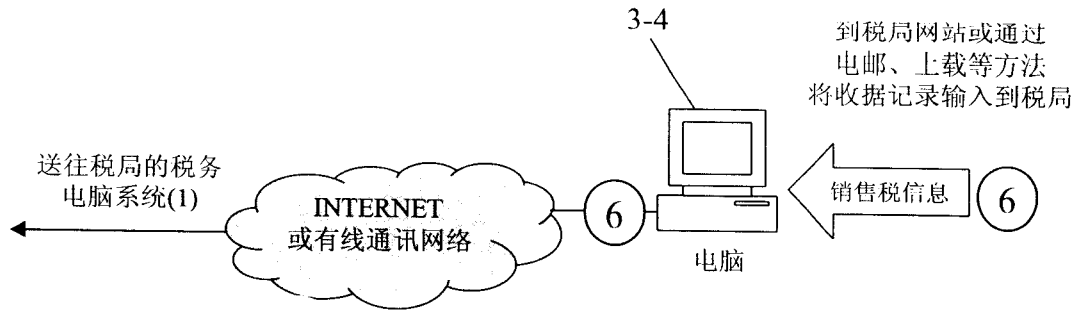 3-4
到税局网站或通过
电邮、上载等方法
将收据记录输入到税局
送往税局的税务
电脑系统(1)
INTERNET
或有线通讯网络
6
电脑
销售税信息
6